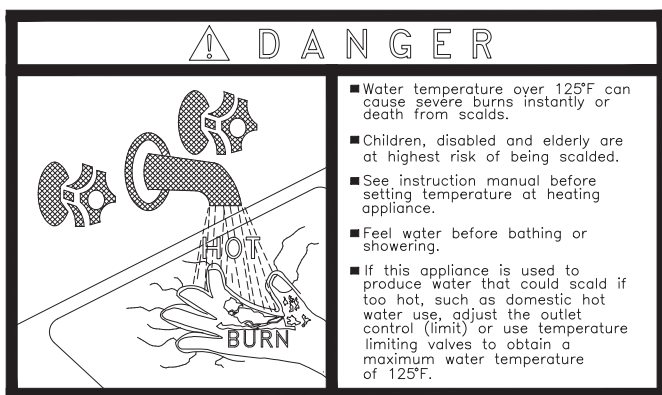 DANGER
HOT
BURN
■ Water temperature over 125°F can
cause severe burns instantly or
death from scalds.
■ Children, disabled and elderly are
at highest risk of being scalded.
■ See instruction manual before
setting temperature at heating
appliance.
■ Feel water before bathing or
showering.
■ If this appliance is used to
produce water that could scald if
too hot, such as domestic hot
water use, adjust the outlet
control (limit) or use temperature
limiting valves to obtain a
maximum water temperature
of 125°F.